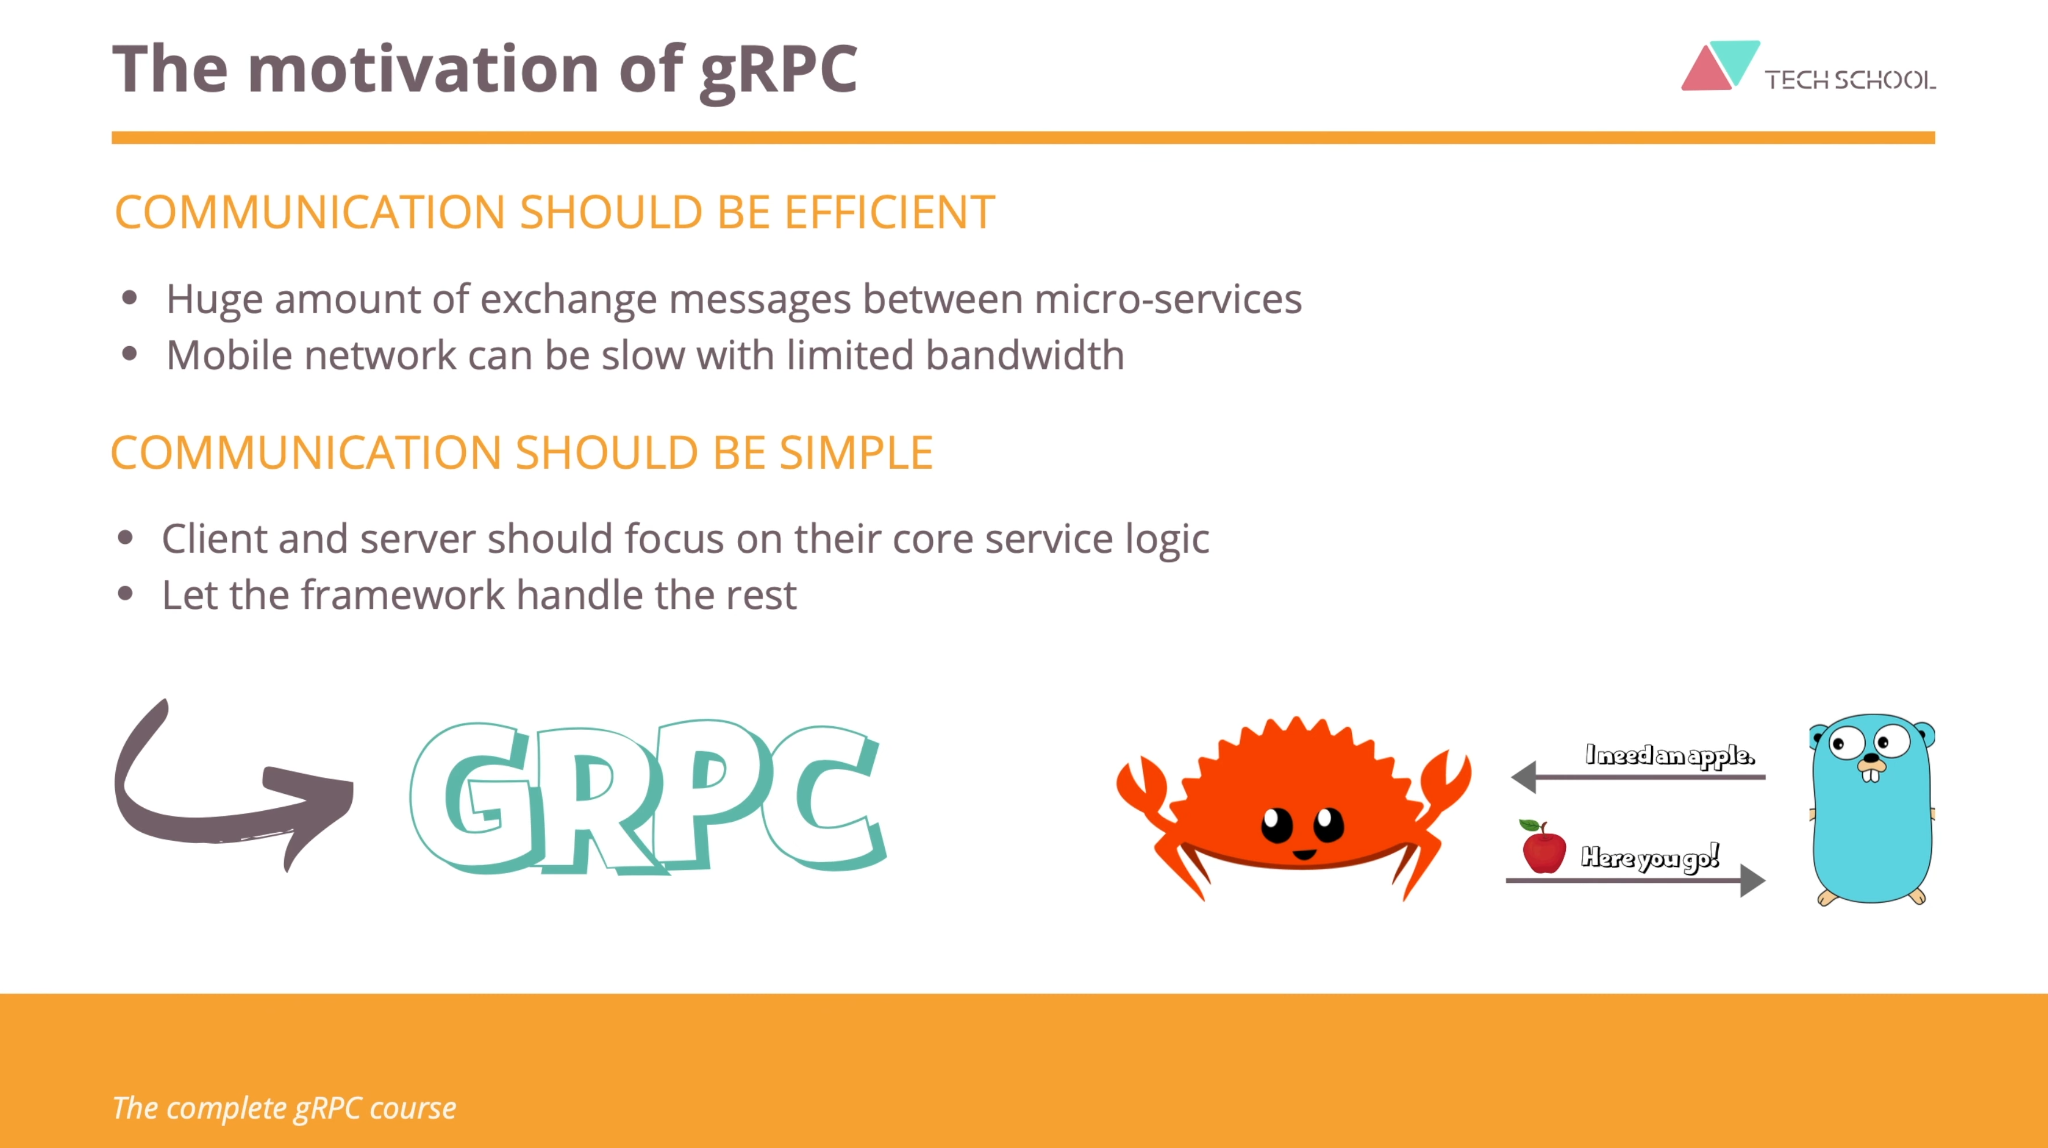 The motivation of gRPC
TECH SCHOOL
COMMUNICATION SHOULD BE EFFICIENT
• Huge amount of exchange messages between micro-services
• Mobile network can be slow with limited bandwidth
COMMUNICATION SHOULD BE SIMPLE
• Client and server should focus on their core service logic
• Let the framework handle the rest
GRPC
I need an apple.
Here you go!
The complete gRPC course